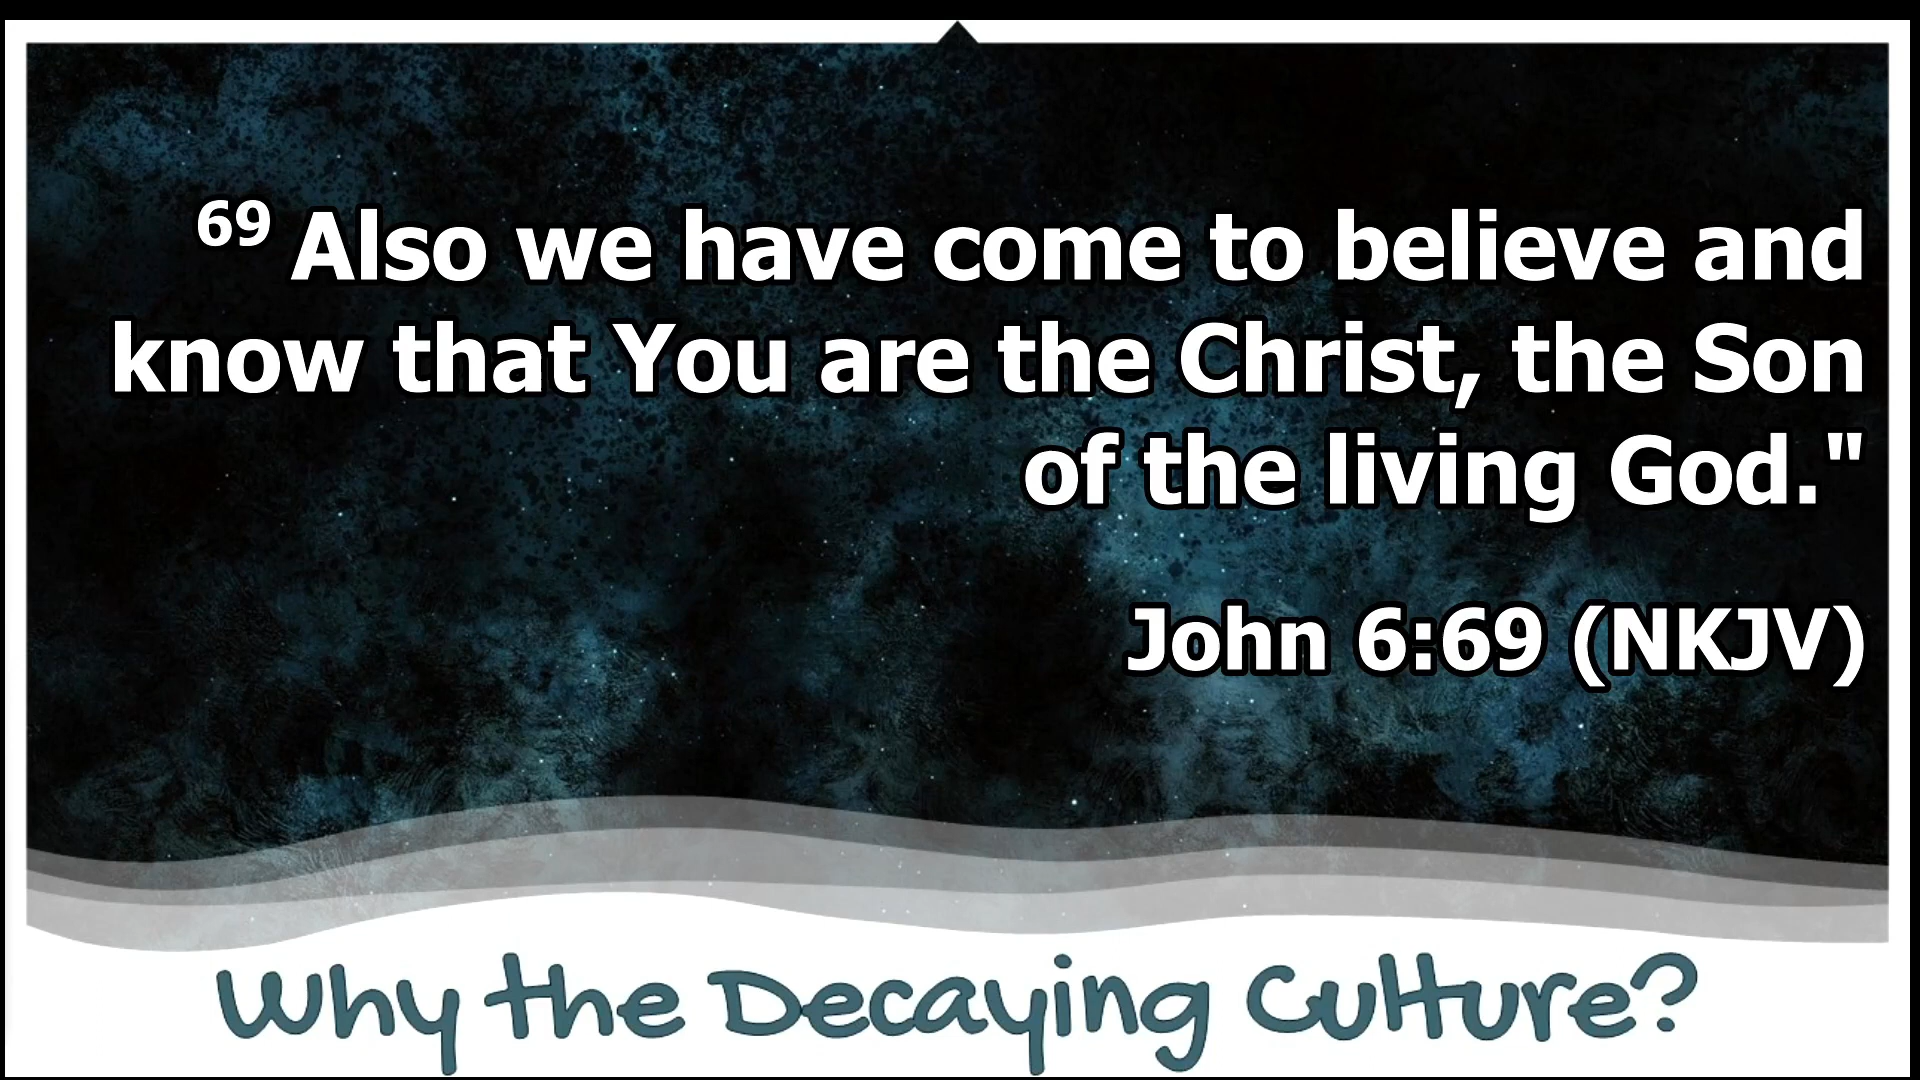 69 Also we have come to believe and
know that You are the Christ, the Son
of the living God."
John 6:69 (NKJV)
Why the Decaying Culture?